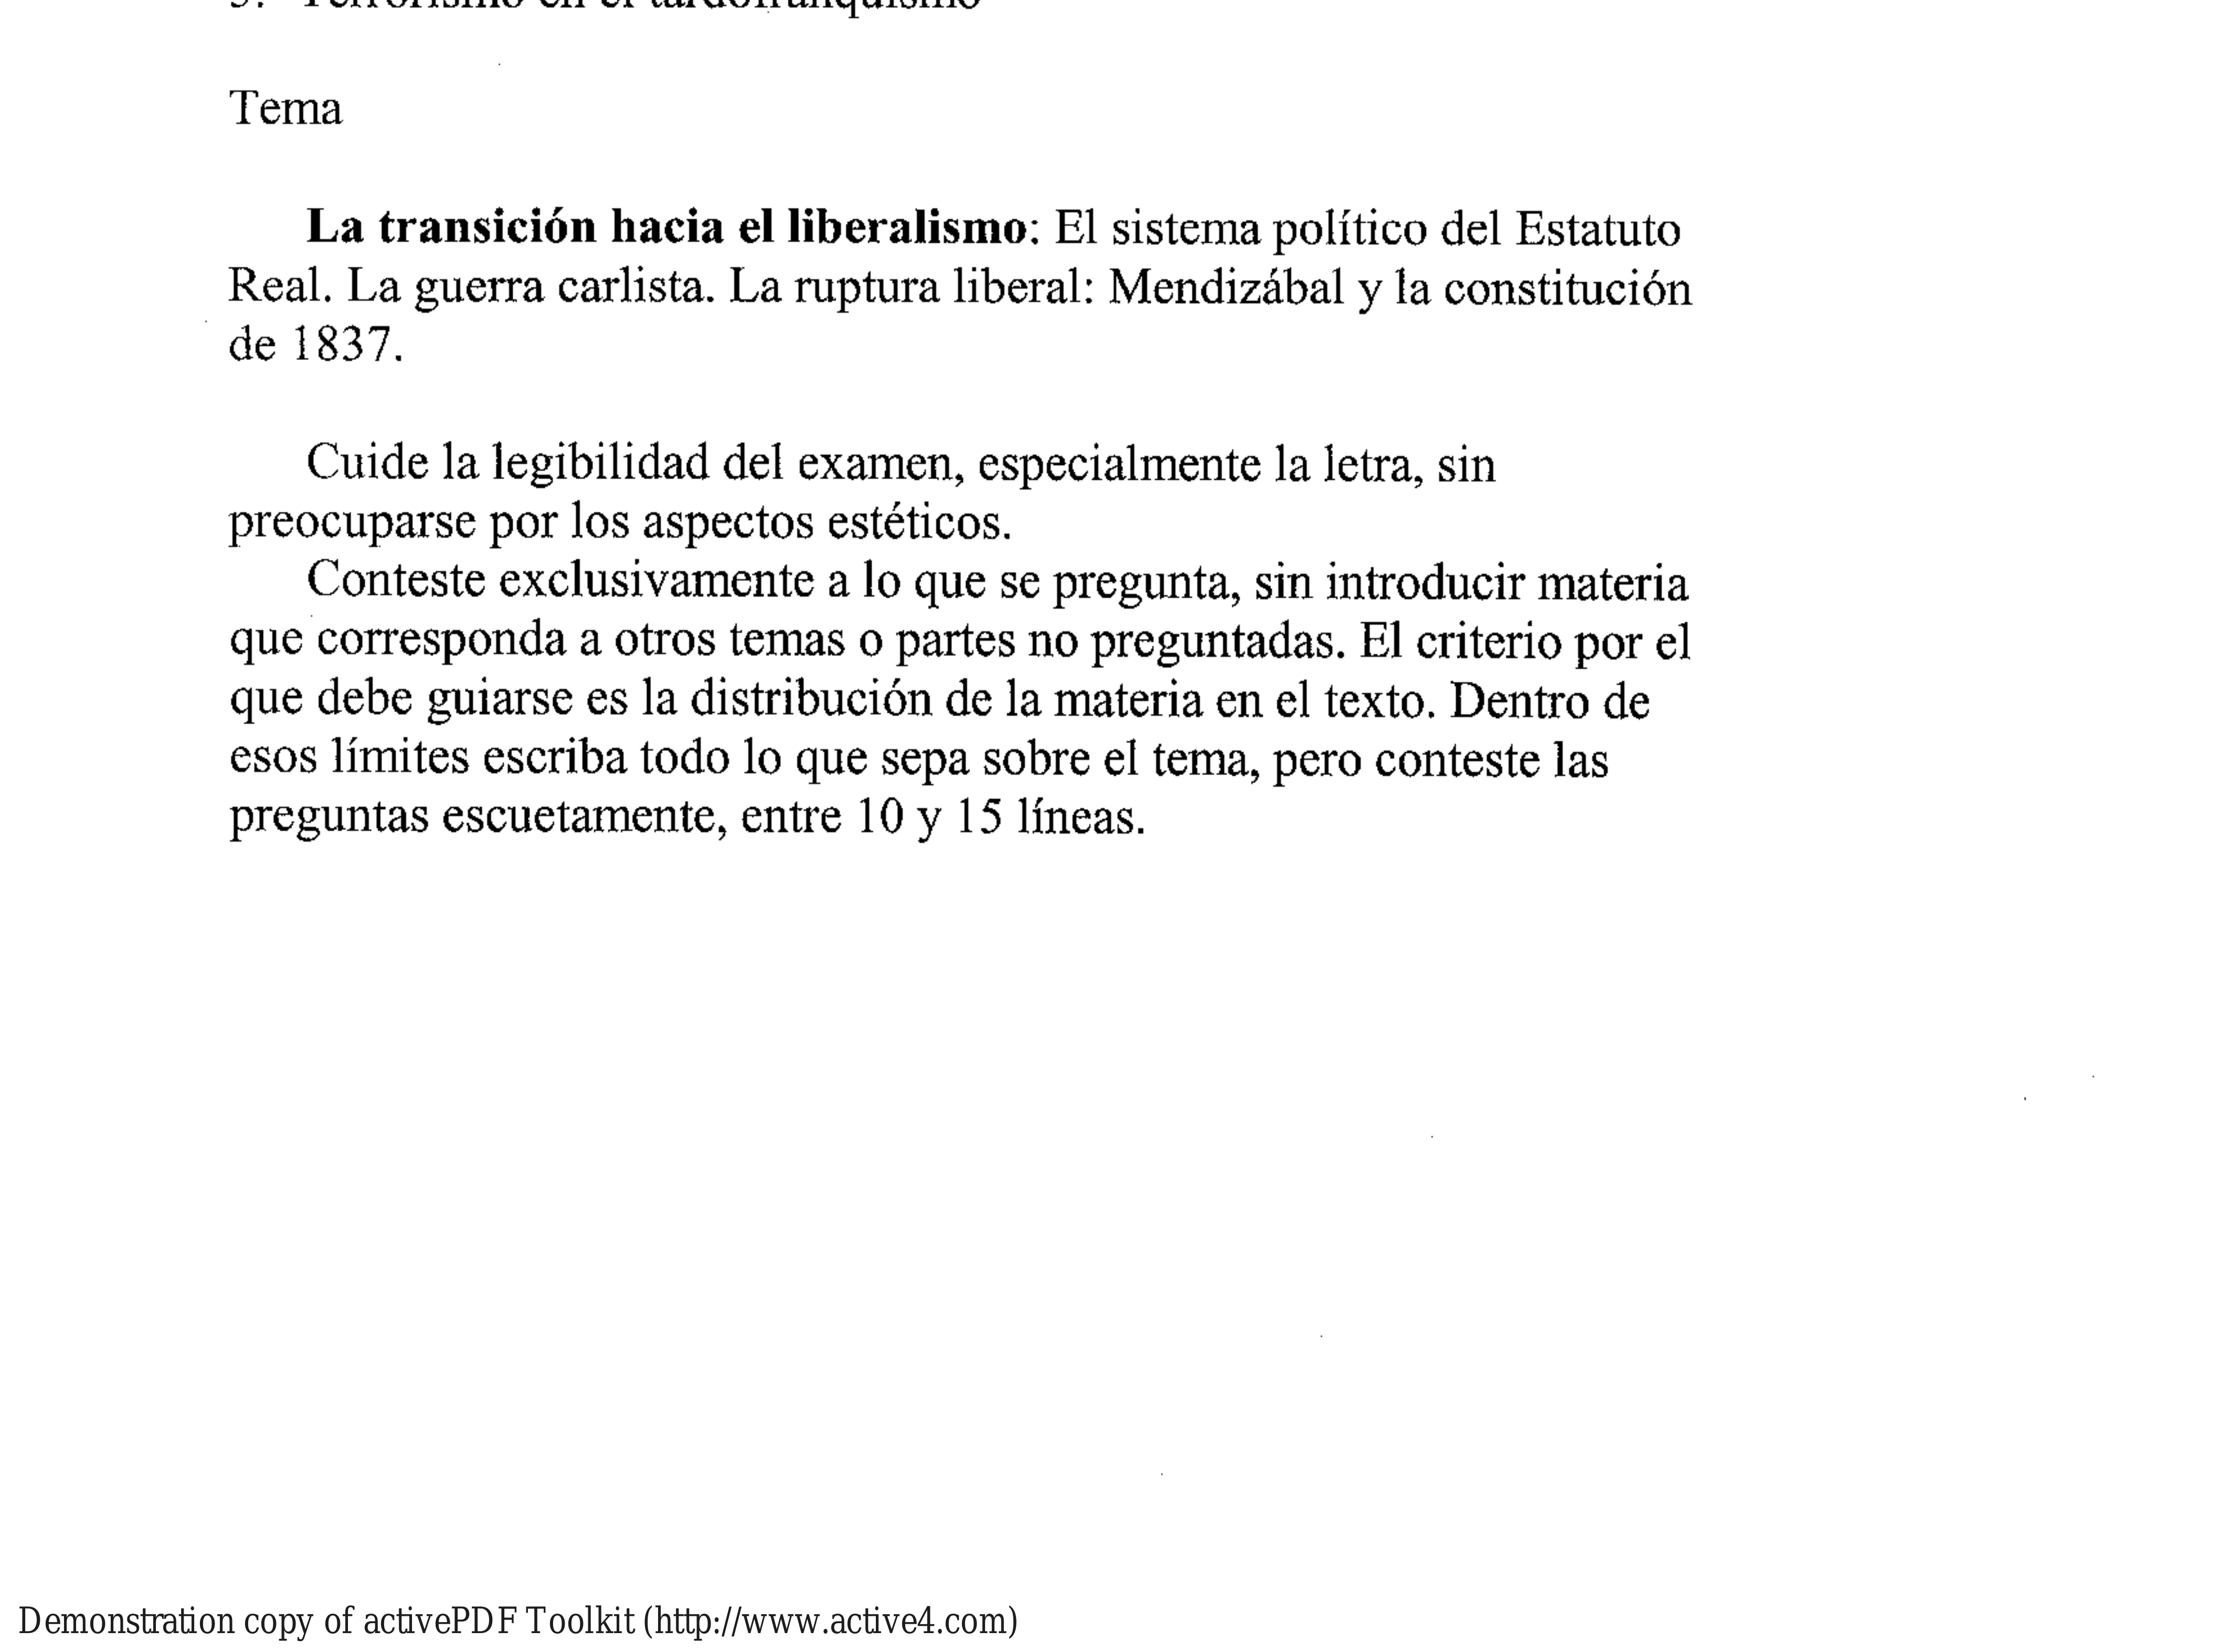 Terrorismo en el tardofranquismo
Tema
La transición hacia el liberalismo: El sistema político del Estatuto
Real. La guerra carlista. La ruptura liberal: Mendizábal y la constitución
de 1837.
Cuide la legibilidad del examen, especialmente la letra, sin
preocuparse por los aspectos estéticos.
Conteste exclusivamente a lo que se pregunta, sin introducir materia
que corresponda a otros temas o partes no preguntadas. El criterio por el
que debe guiarse es la distribución de la materia en el texto. Dentro de
esos límites escriba todo lo que sepa sobre el tema, pero conteste las
preguntas escuetamente, entre 10 y 15 líneas.
Demonstration copy of activePDF Toolkit (http://www.active4.com)